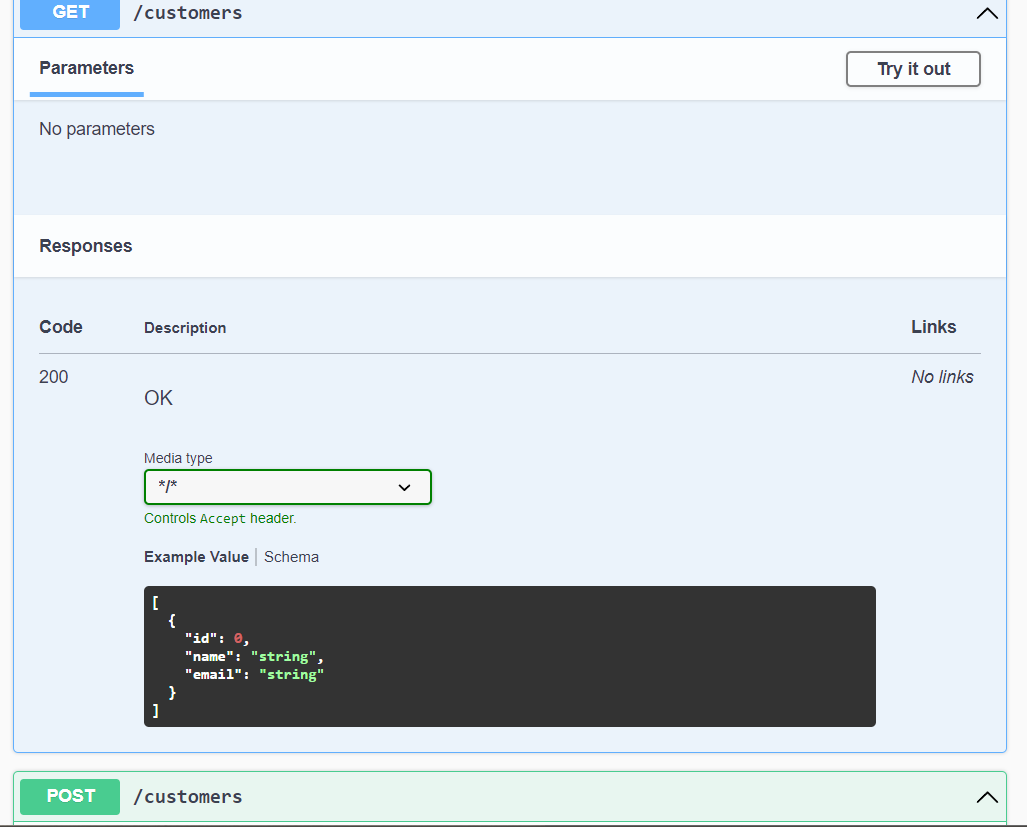 GET /customers
Parameters
Try it out
No parameters
Responses
Code Description Links
200 No links
OK
Media type
*/*
Controls Accept header.
Example Value | Schema
[
  {
    "id": 0,
    "name": "string",
    "email": "string"
  }
]
POST /customers